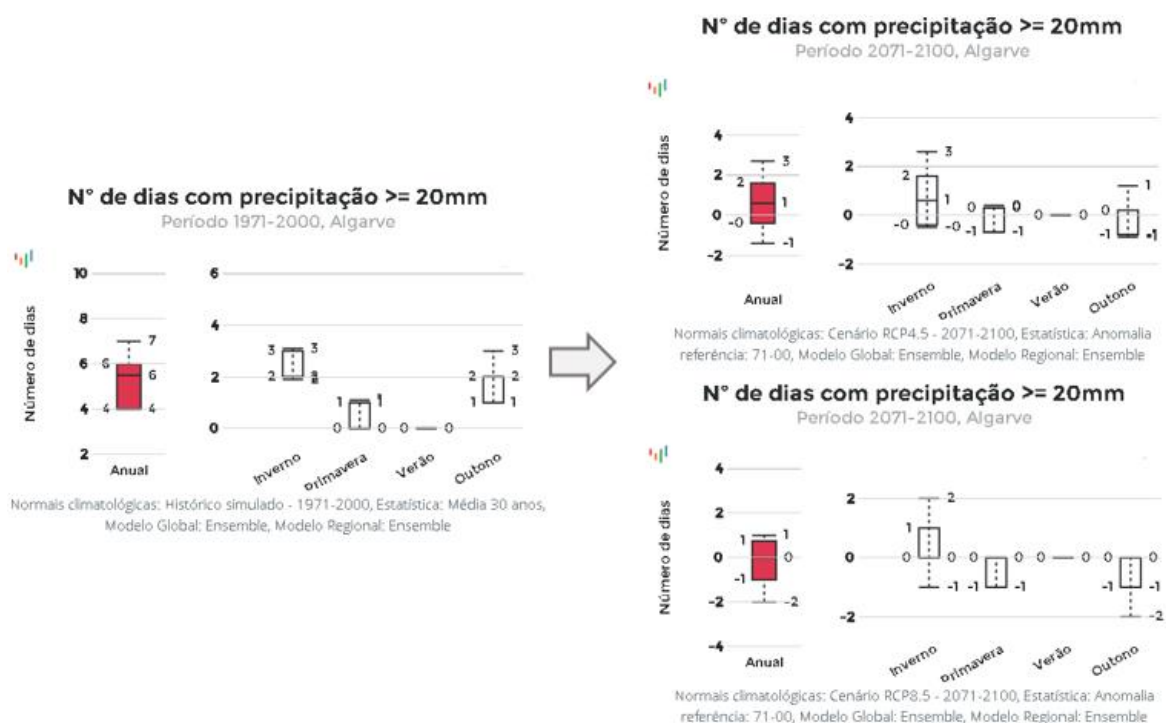 Nº de dias com precipitação >= 20mm
Período 1971-2000, Algarve
Número de dias
10
8
6
4
2
7
6
6
4
4
Anual
6
4
2
0
3
3
2
1
1
0
0
0
0
3
2
2
1
1
Inverno
Primavera
Verão
Outono
Normais climatológicas: Histórico simulado - 1971-2000, Estatística: Média 30 anos,
Modelo Global: Ensemble, Modelo Regional: Ensemble
Nº de dias com precipitação >= 20mm
Período 2071-2100, Algarve
Número de dias
4
2
0
-2
3
2
1
-0
-1
Anual
4
2
0
-2
3
2
1
-0
-0
0
0
-1
-1
0
0
1
0
-1
-1
Inverno
Primavera
Verão
Outono
Normais climatológicas: Cenário RCP4.5 - 2071-2100, Estatística: Anomalia
referência: 71-00, Modelo Global: Ensemble, Modelo Regional: Ensemble
Nº de dias com precipitação >= 20mm
Período 2071-2100, Algarve
Número de dias
4
2
0
-2
-4
1
1
0
-1
-2
Anual
2
0
-2
2
1
0
0
-1
0
-1
-1
0
0
0
0
-1
-1
-2
Inverno
Primavera
Verão
Outono
Normais climatológicas: Cenário RCP8.5 - 2071-2100, Estatística: Anomalia
referência: 71-00, Modelo Global: Ensemble, Modelo Regional: Ensemble